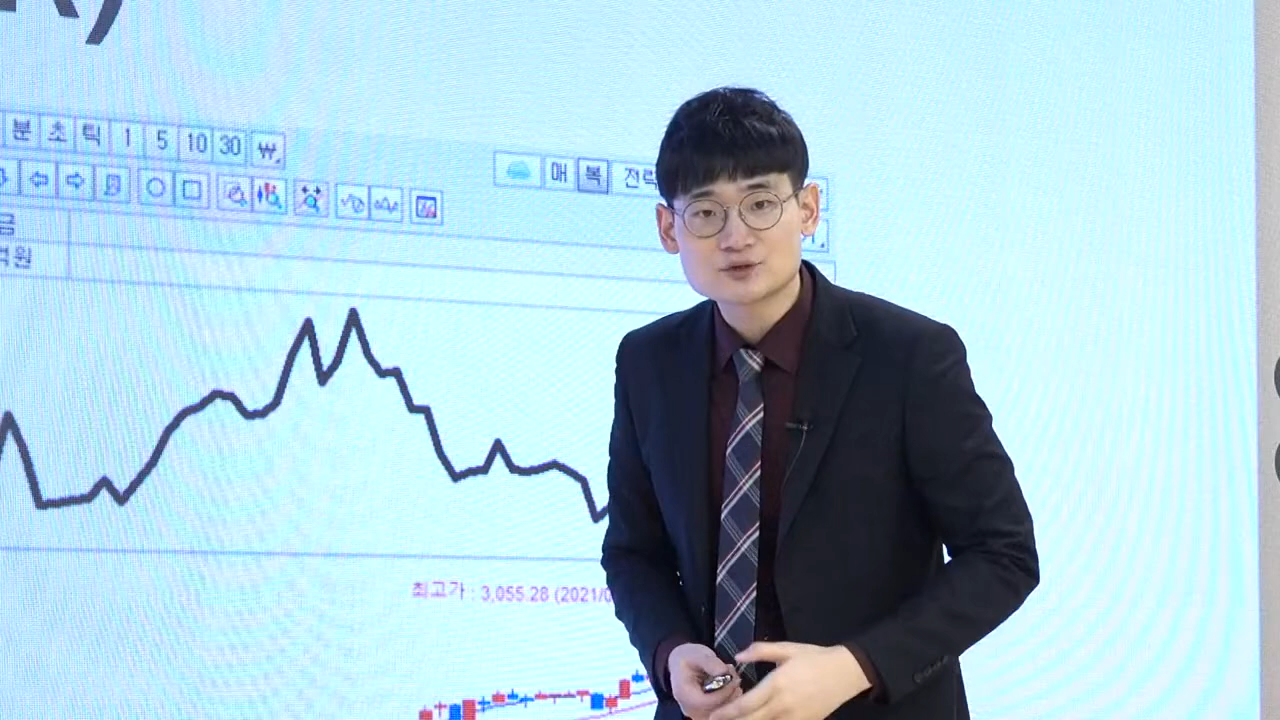 분 초 틱 1 5 10 30 ₩
매 복 전략
금
억원
최고가 : 3,055.28 (2021/0